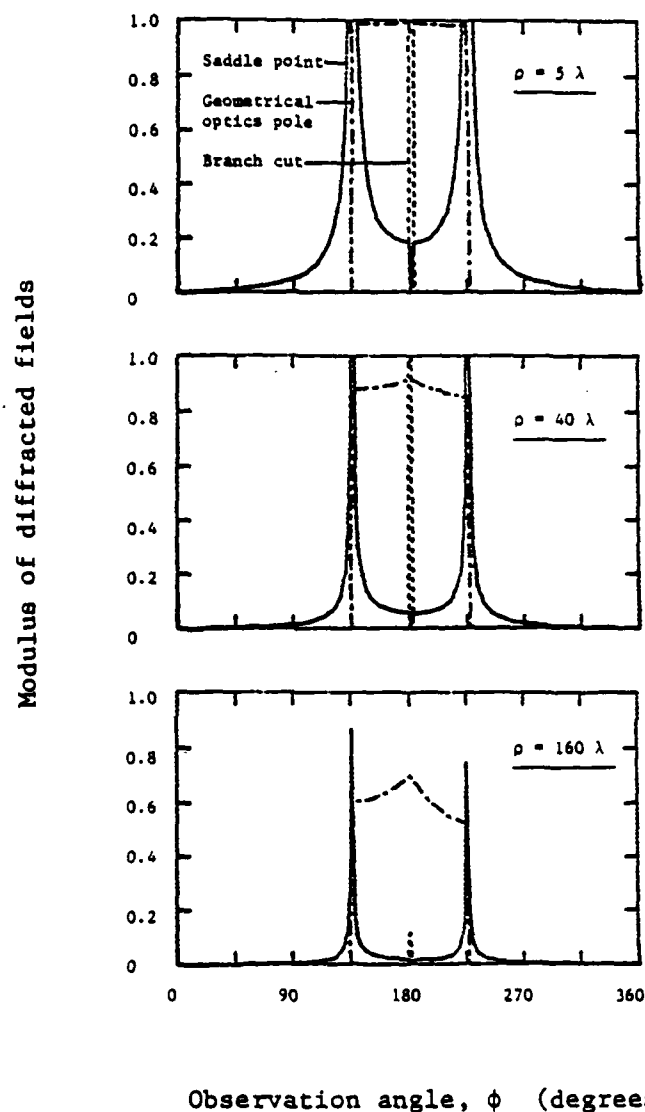 Modulus of diffracted fields
1.0
0.8
0.6
0.4
0.2
0
Saddle point
Geometrical
optics pole
Branch cut
ρ = 5 λ
1.0
0.8
0.6
0.4
0.2
0
ρ = 40 λ
1.0
0.8
0.6
0.4
0.2
0
ρ = 160 λ
0 90 180 270 360
Observation angle, ϕ (degrees